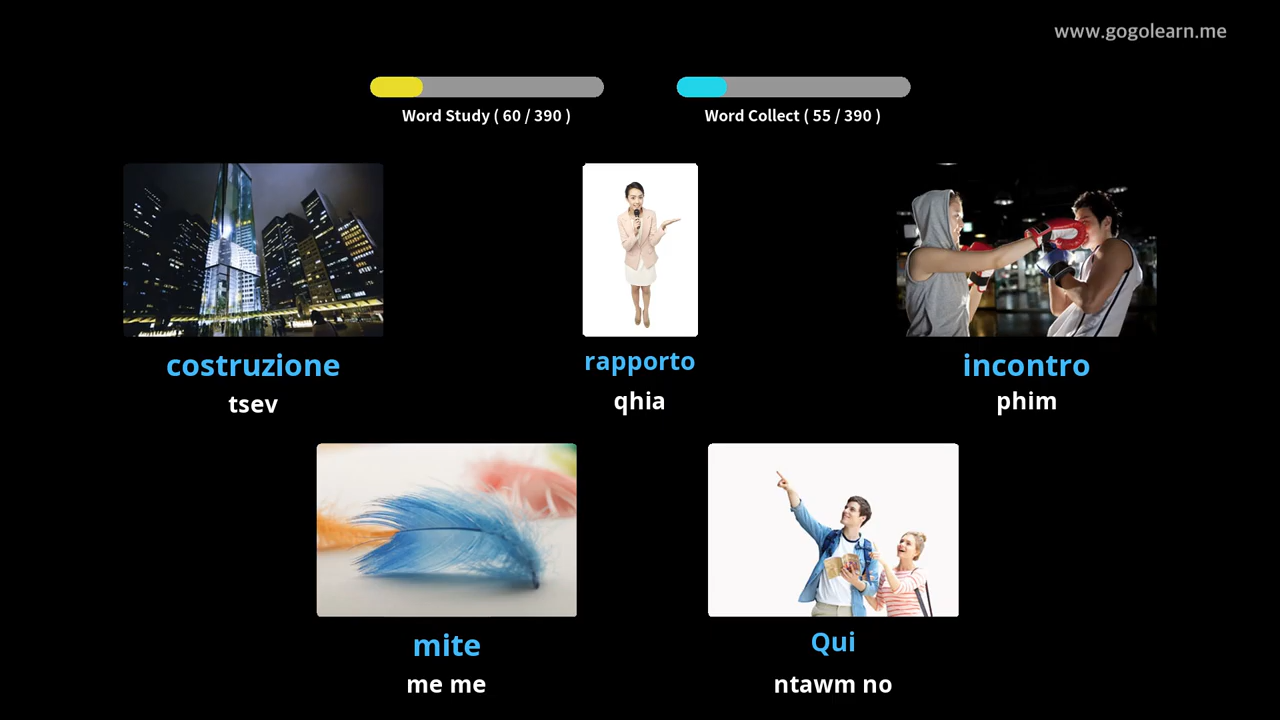 www.gogolearn.me
Word Study ( 60 / 390 )
Word Collect ( 55 / 390 )
costruzione
tsev
rapporto
qhia
incontro
phim
mite
me me
Qui
ntawm no